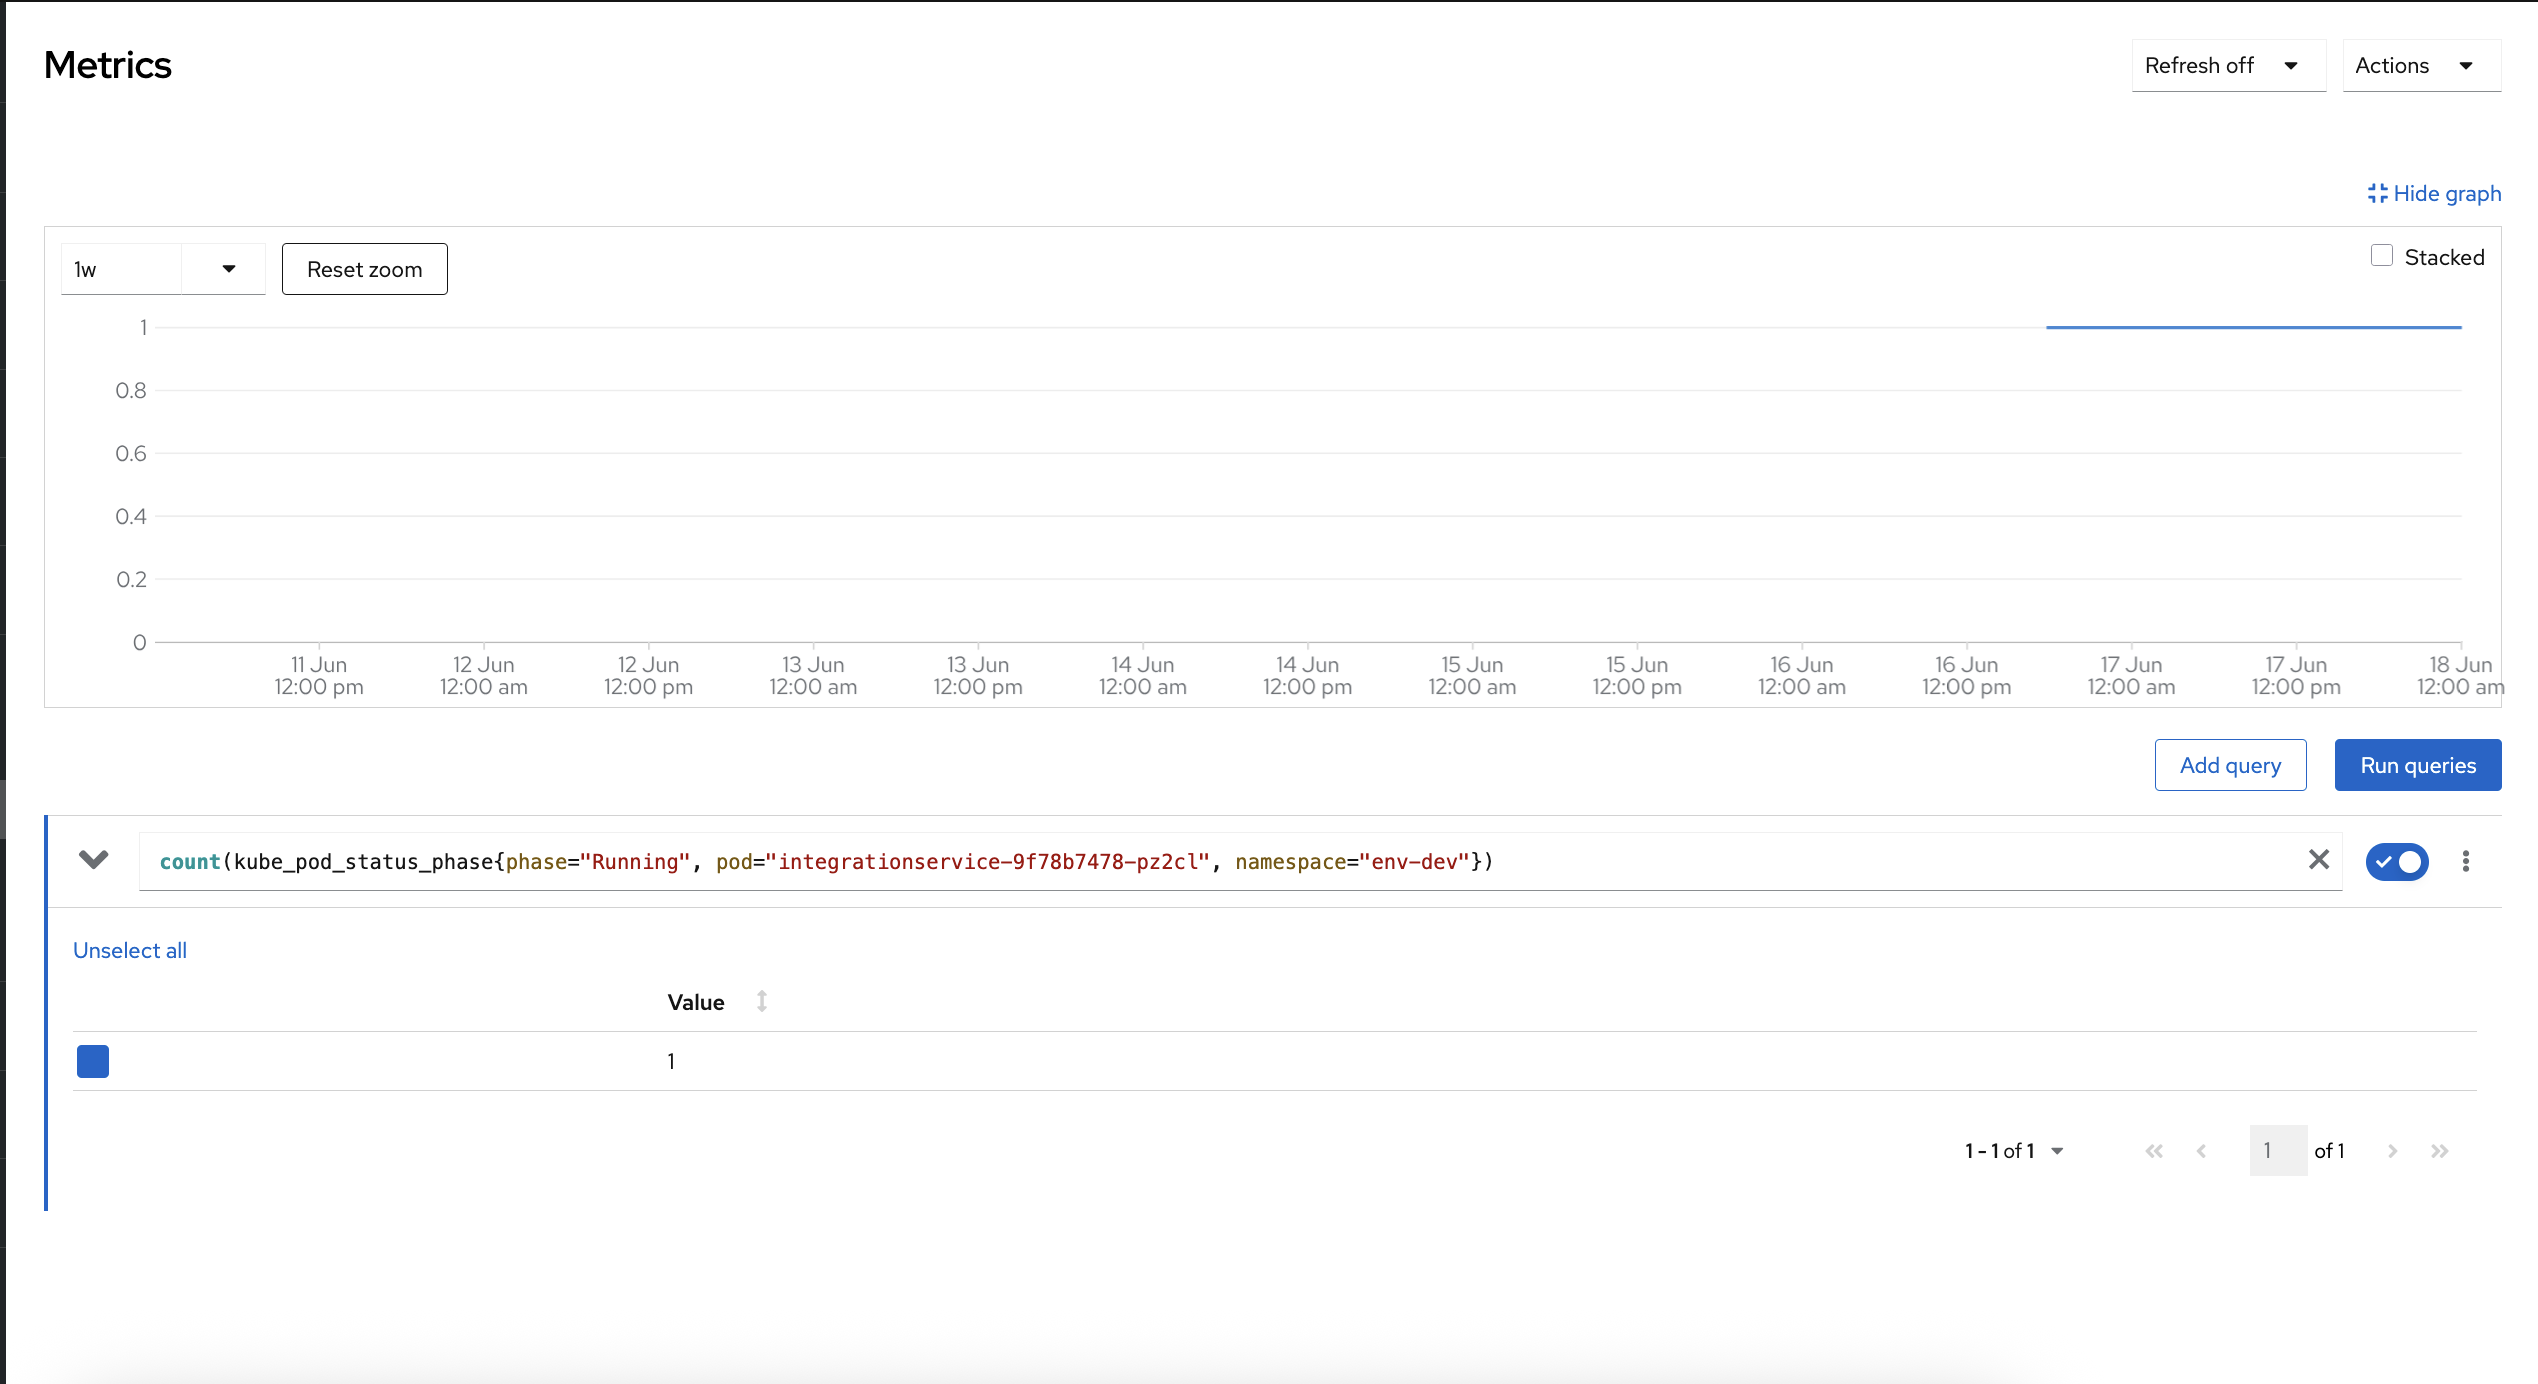 Metrics
Refresh off
Actions
Hide graph
1w
Reset zoom
Stacked
1
0.8
0.6
0.4
0.2
0
11 Jun 12 Jun 12 Jun 13 Jun 13 Jun 14 Jun 14 Jun 15 Jun 15 Jun 16 Jun 16 Jun 17 Jun 17 Jun 18 Jun
12:00 pm 12:00 am 12:00 pm 12:00 am 12:00 pm 12:00 am 12:00 pm 12:00 am 12:00 pm 12:00 am 12:00 pm 12:00 am 12:00 pm 12:00 am
Add query
Run queries
count(kube_pod_status_phase{phase="Running", pod="integrationservice-9f78b7478-pz2cl", namespace="env-dev"})
Unselect all
Value
1
1 - 1 of 1
1 of 1